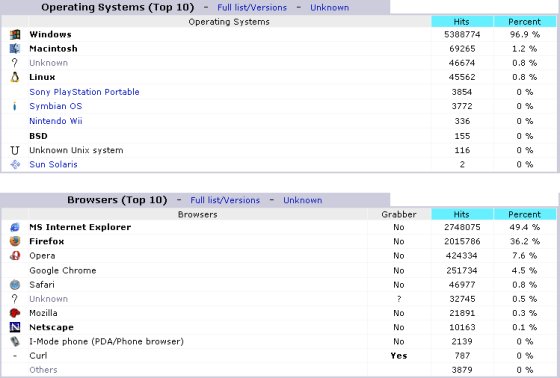 Operating Systems (Top 10) - Full list/Versions - Unknown
Operating Systems Hits Percent
Windows 5388774 96.9 %
Macintosh 69265 1.2 %
? Unknown 46674 0.8 %
Linux 45562 0.8 %
Sony PlayStation Portable 3854 0 %
Symbian OS 3772 0 %
Nintendo Wii 336 0 %
BSD 155 0 %
Unknown Unix system 116 0 %
Sun Solaris 2 0 %
Browsers (Top 10) - Full list/Versions - Unknown
Browsers Grabber Hits Percent
MS Internet Explorer No 2748075 49.4 %
Firefox No 2015786 36.2 %
Opera No 424334 7.6 %
Google Chrome No 251734 4.5 %
Safari No 46977 0.8 %
? Unknown ? 32745 0.5 %
Mozilla No 21891 0.3 %
N Netscape No 10163 0.1 %
I-Mode phone (PDA/Phone browser) No 2139 0 %
- Curl Yes 787 0 %
Others 3879 0 %